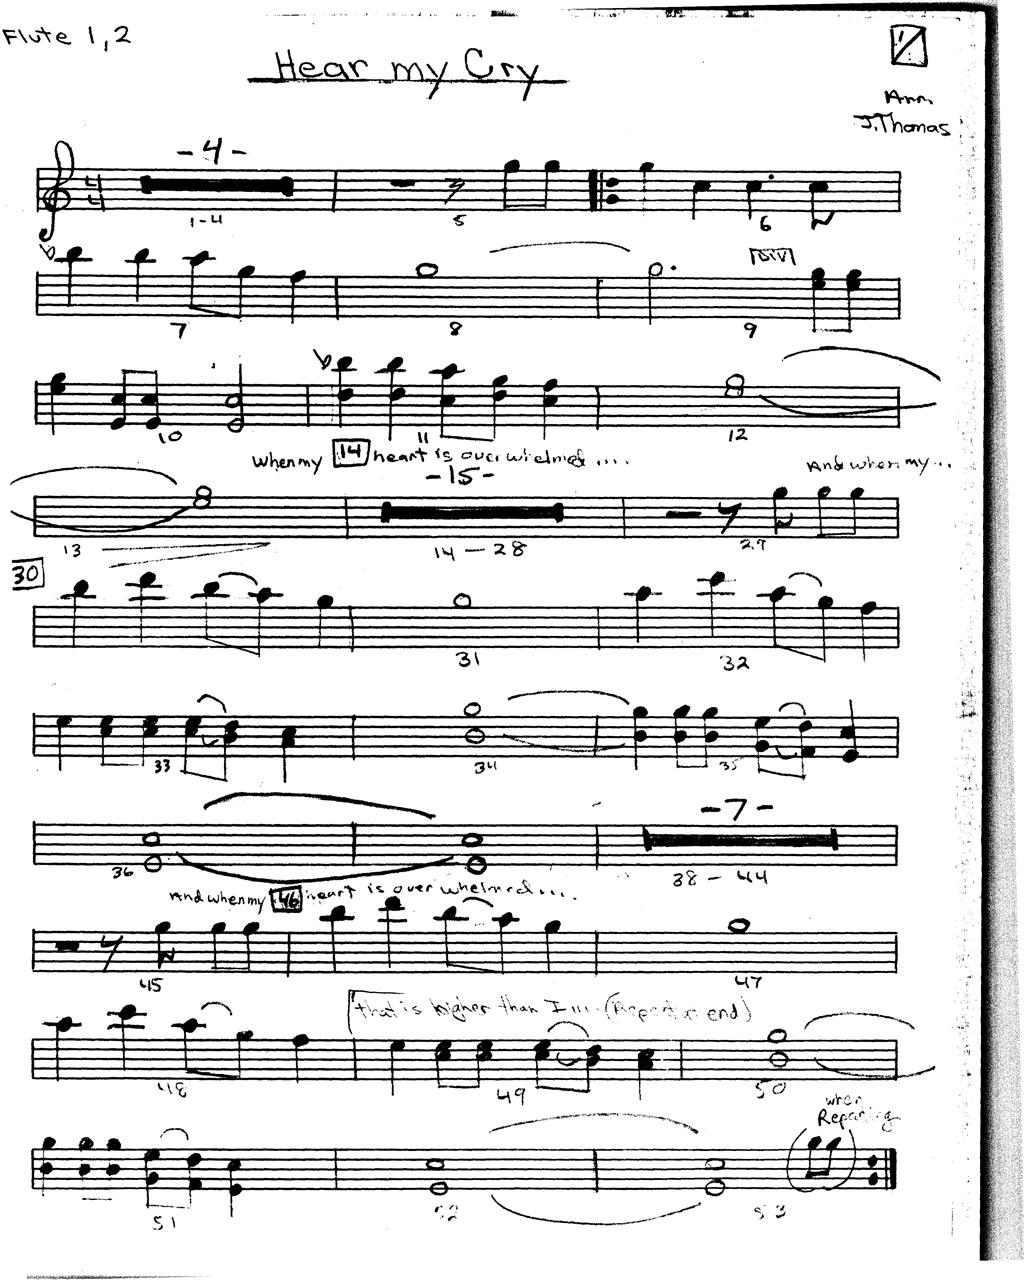 Flute 1,2
1
Hear my Cry
Arr.
J.Thomas
- 4 -
1-4 5 6
DIV
7 8 9
10 11 12
When my 14 heart is overwhelmed .... And when my ...
- 15 -
13 14 - 28 29
30
31 32
33 34 35
- 7 -
36 38 - 44
And when my 46 heart is over whelmed ....
45 47
that is higher than I .... (Repeat end)
48 49 50
when
Repeating
51 52 53